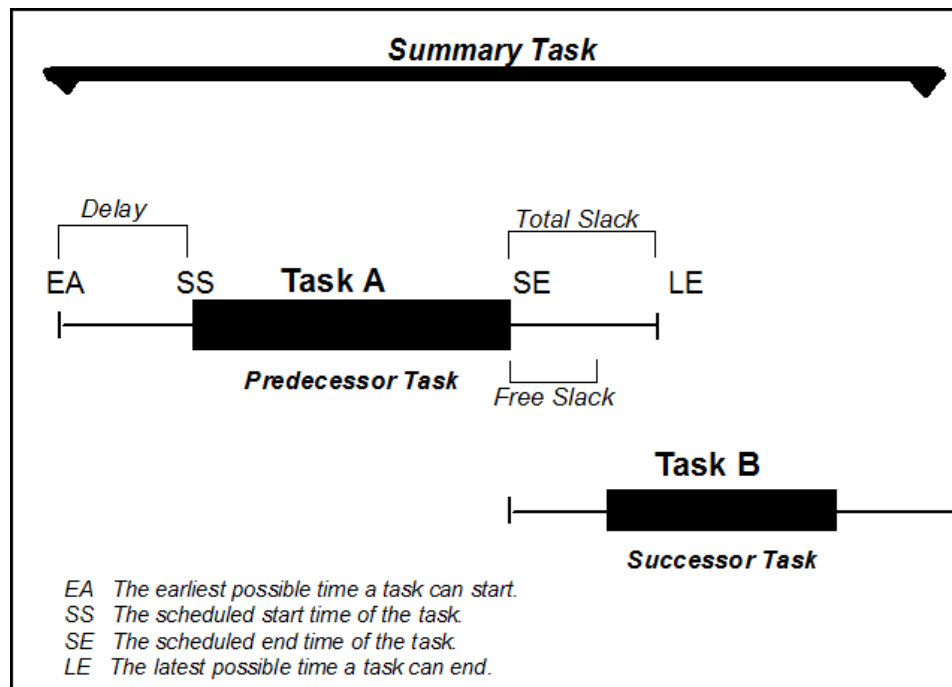 Summary Task
Delay
Total Slack
EA SS Task A SE LE
Predecessor Task
Free Slack
Task B
Successor Task
EA The earliest possible time a task can start.
SS The scheduled start time of the task.
SE The scheduled end time of the task.
LE The latest possible time a task can end.